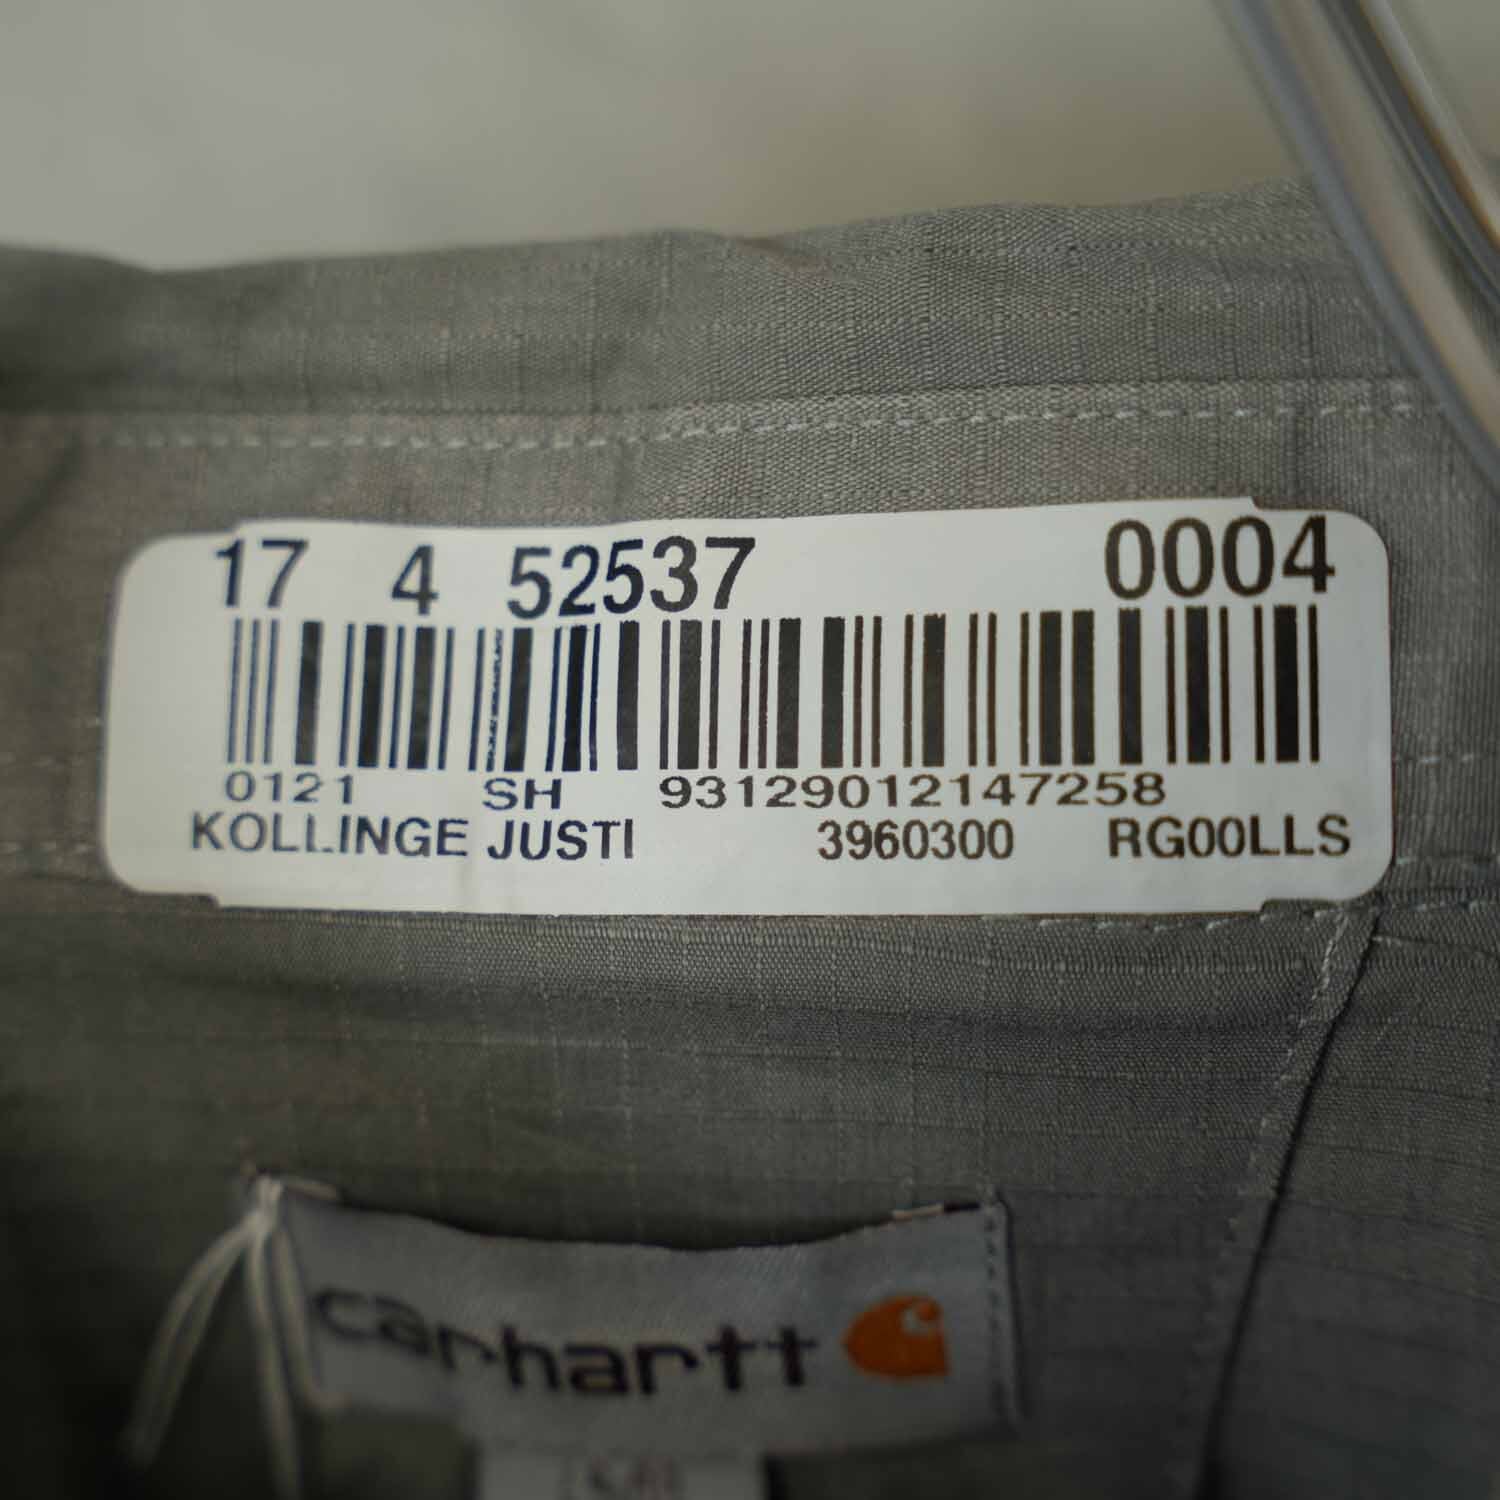 17 4 52537 0004
0121 SH 93129012147258
KOLLINGE JUSTI 3960300 RG00LLS
carhartt